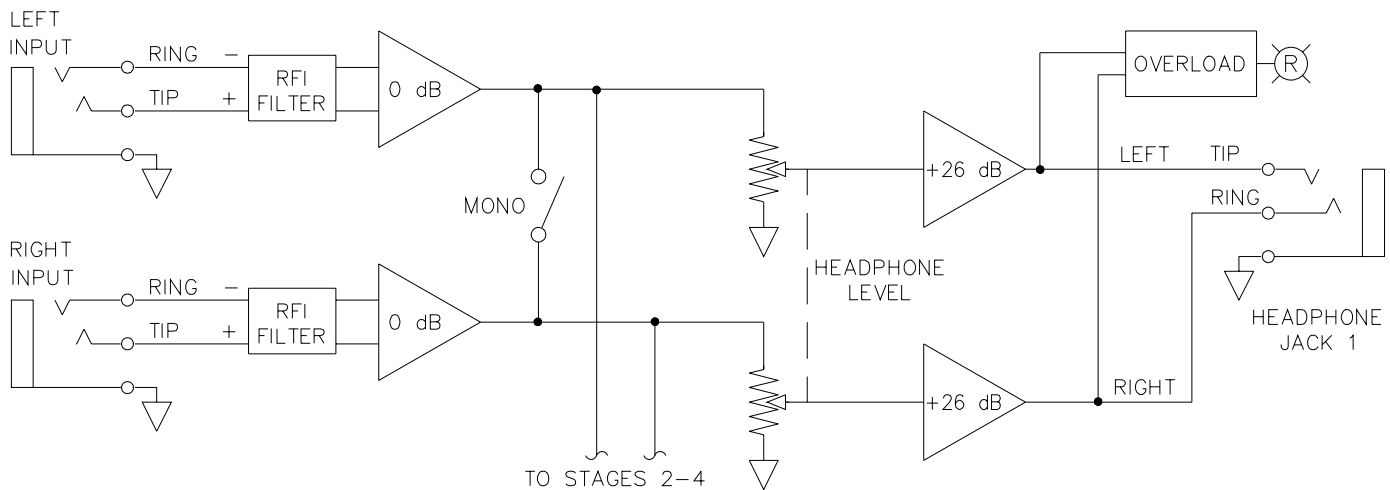 LEFT
INPUT
RING −
TIP +
RFI
FILTER
0 dB
MONO
RIGHT
INPUT
RING −
TIP +
RFI
FILTER
0 dB
TO STAGES 2−4
HEADPHONE
LEVEL
+26 dB
+26 dB
OVERLOAD
R
LEFT TIP
RING
RIGHT
HEADPHONE
JACK 1